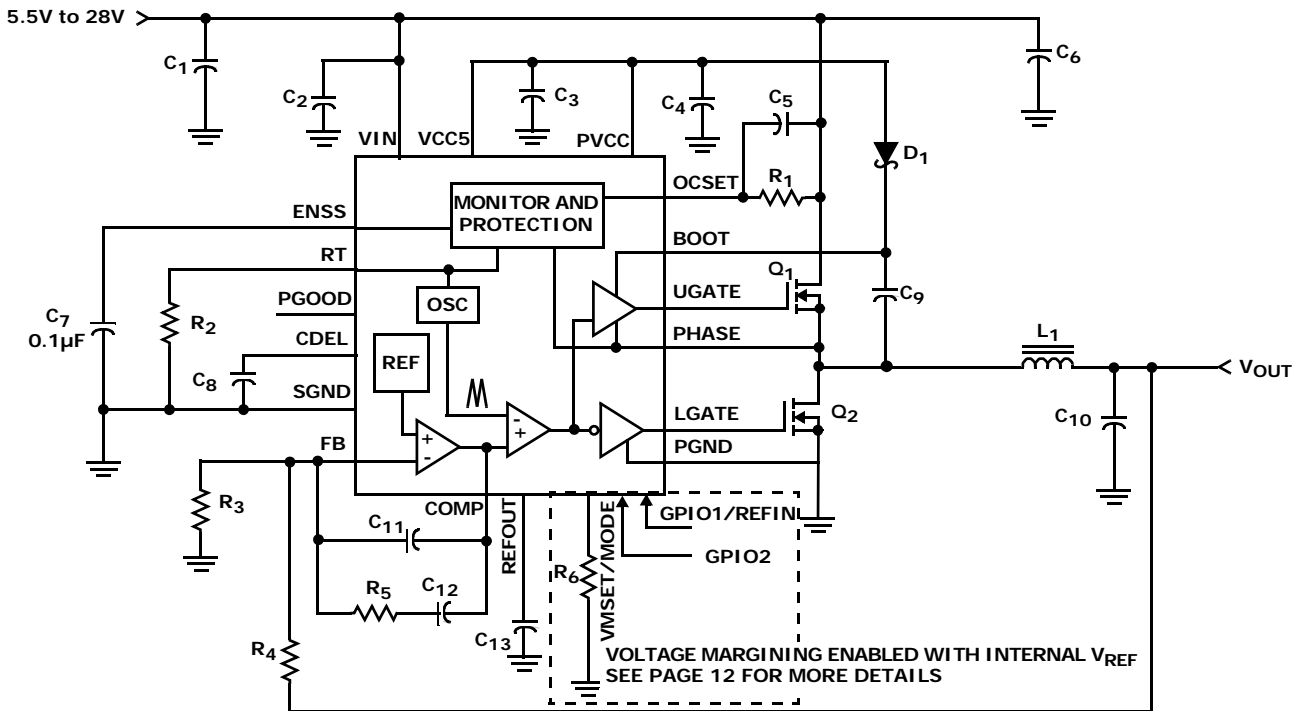 5.5V to 28V
C1
C2
C3
C4
C5
C6
VIN
VCC5
PVCC
D1
OCSET
R1
MONITOR AND
PROTECTION
ENSS
BOOT
RT
Q1
C9
PGOOD
OSC
UGATE
C7
0.1µF
R2
CDEL
PHASE
L1
REF
C8
VOUT
SGND
LGATE
Q2
C10
+
-
-
+
FB
PGND
R3
COMP
REFOUT
VMSET/MODE
GPIO1/REFIN
C11
GPIO2
R6
R5
C12
C13
R4
VOLTAGE MARGINING ENABLED WITH INTERNAL VREF
SEE PAGE 12 FOR MORE DETAILS